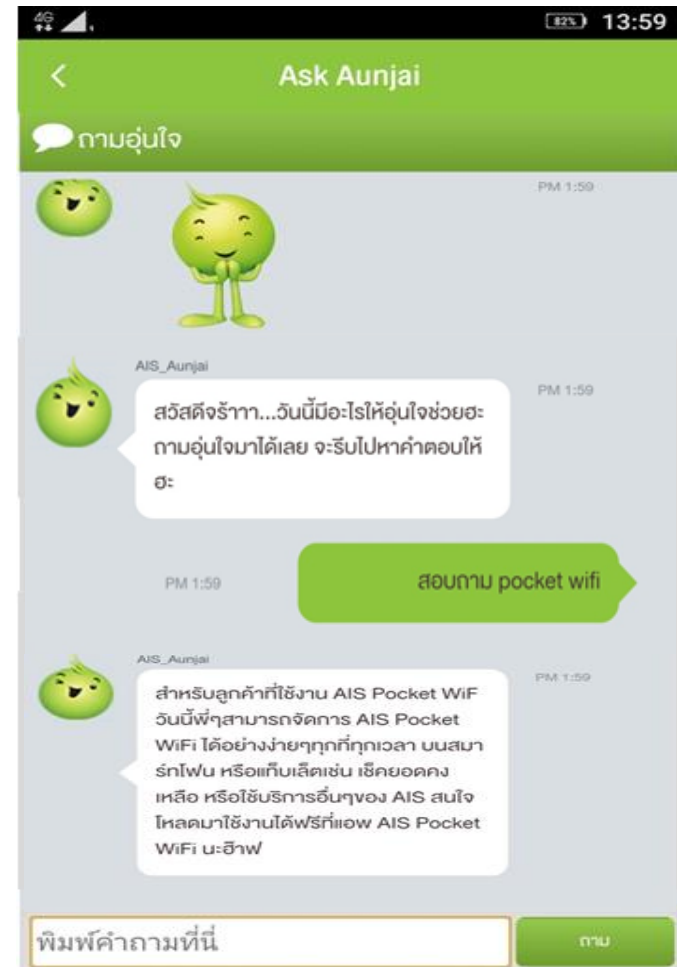 4G
82%
13:59
Ask Aunjai
ถามอุ่นใจ
PM 1:59
AIS_Aunjai
PM 1:59
สวัสดีจร้าาา...วันนี้มีอะไรให้อุ่นใจช่วยฮะ
ถามอุ่นใจมาได้เลย จะรีบไปหาคำตอบให้
ฮะ
PM 1:59
สอบถาม pocket wifi
AIS_Aunjai
PM 1:59
สำหรับลูกค้าที่ใช้งาน AIS Pocket WiF
วันนี้พี่ๆสามารถจัดการ AIS Pocket
WiFi ได้อย่างง่ายๆทุกที่ทุกเวลา บนสมา
ร์ทโฟน หรือแท็บเล็ตเช่น เช็คยอดคง
เหลือ หรือใช้บริการอื่นๆของ AIS สนใจ
โหลดมาใช้งานได้ฟรีที่แอพ AIS Pocket
WiFi นะฮ๊าฟ
พิมพ์คำถามที่นี่
ถาม